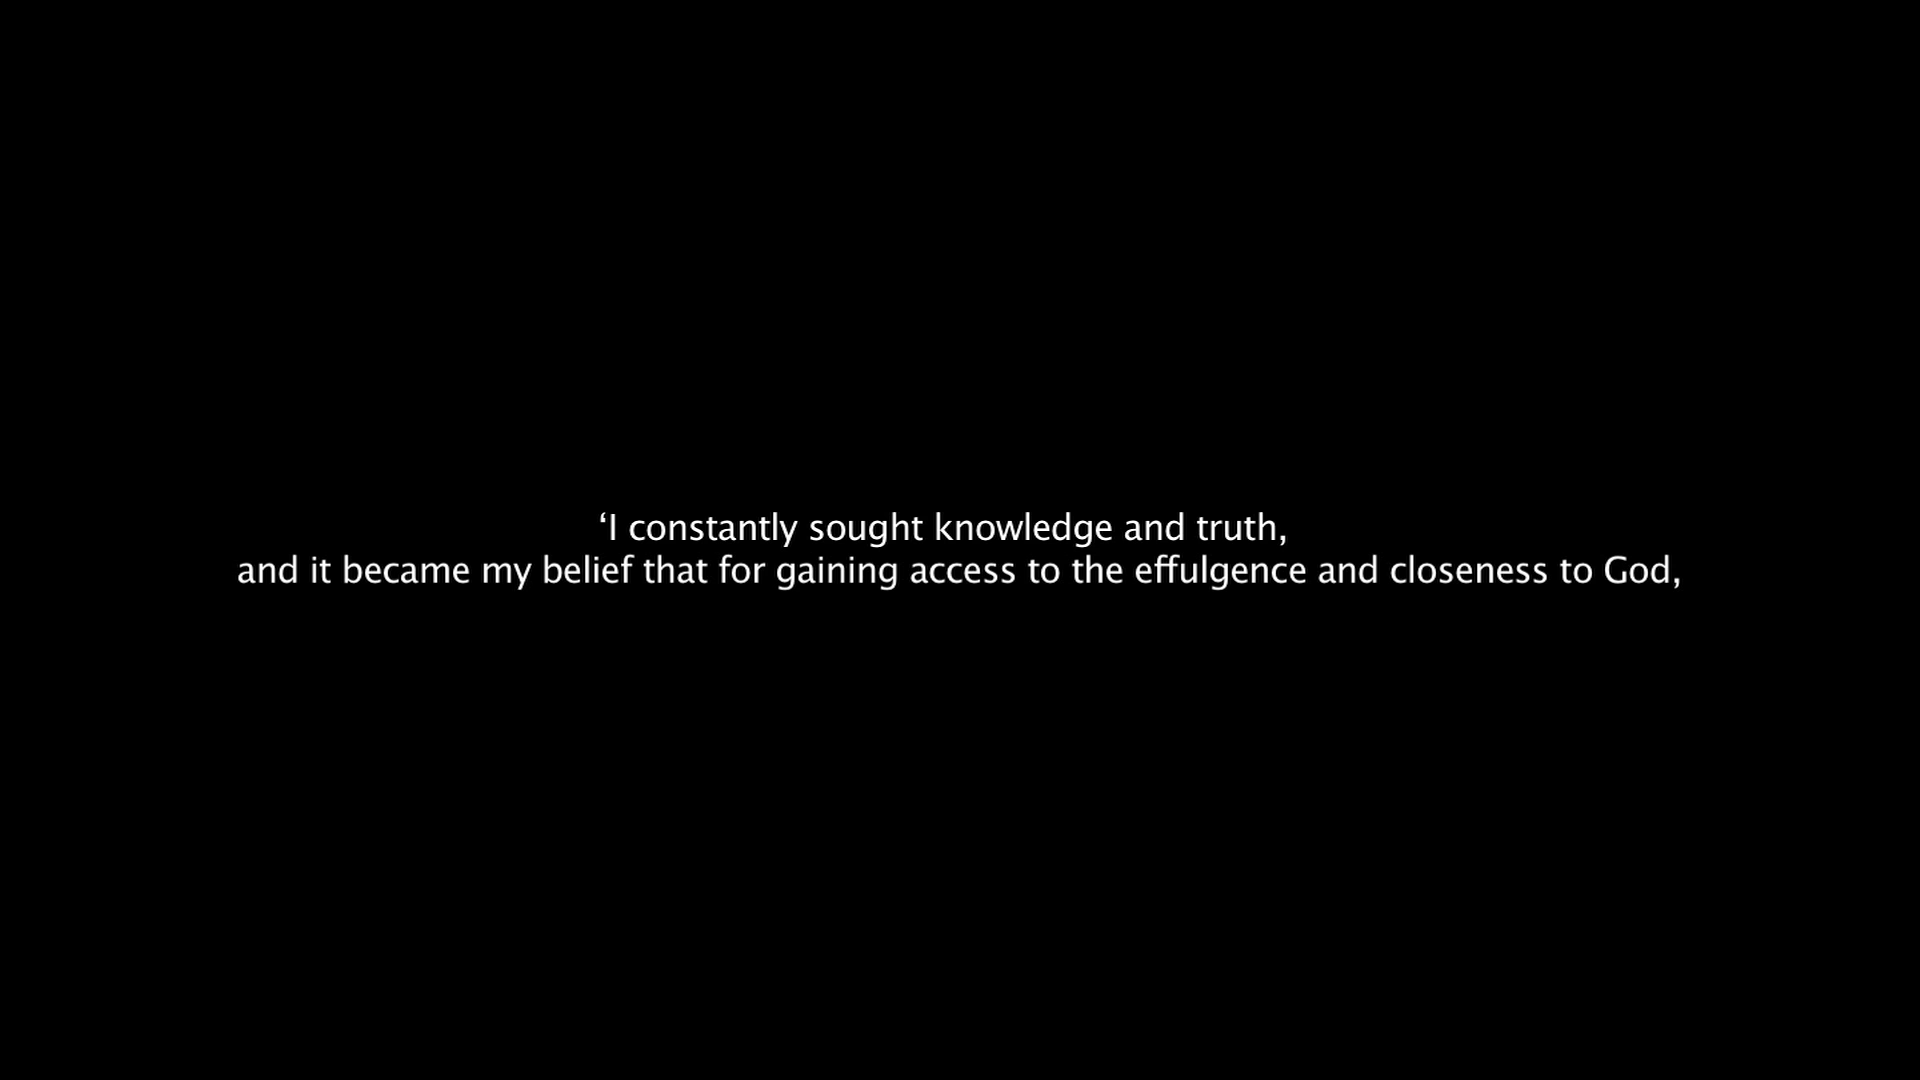 ‘I constantly sought knowledge and truth,
and it became my belief that for gaining access to the effulgence and closeness to God,